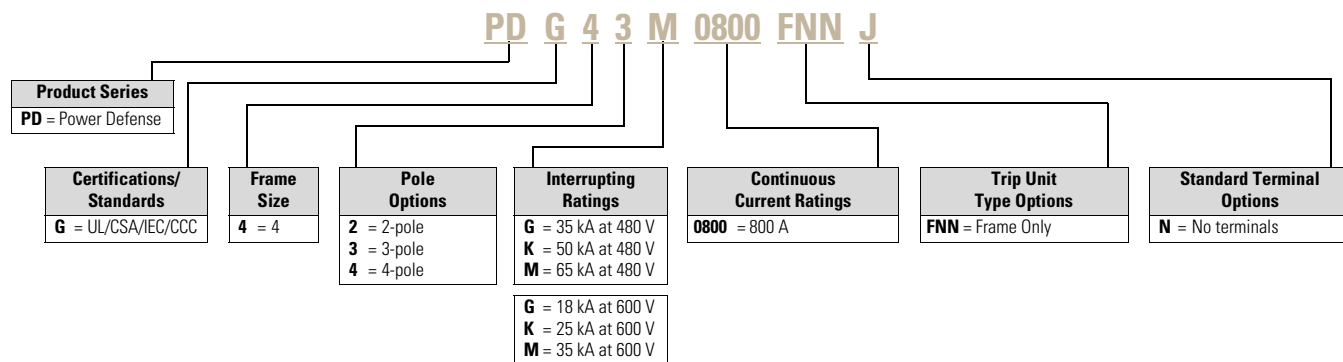 PD G 4 3 M 0800 FNN J
Product Series
PD = Power Defense
Certifications/
Standards
G = UL/CSA/IEC/CCC
Frame
Size
4 = 4
Pole
Options
2 = 2-pole
3 = 3-pole
4 = 4-pole
Interrupting
Ratings
G = 35 kA at 480 V
K = 50 kA at 480 V
M = 65 kA at 480 V
G = 18 kA at 600 V
K = 25 kA at 600 V
M = 35 kA at 600 V
Continuous
Current Ratings
0800 = 800 A
Trip Unit
Type Options
FNN = Frame Only
Standard Terminal
Options
N = No terminals